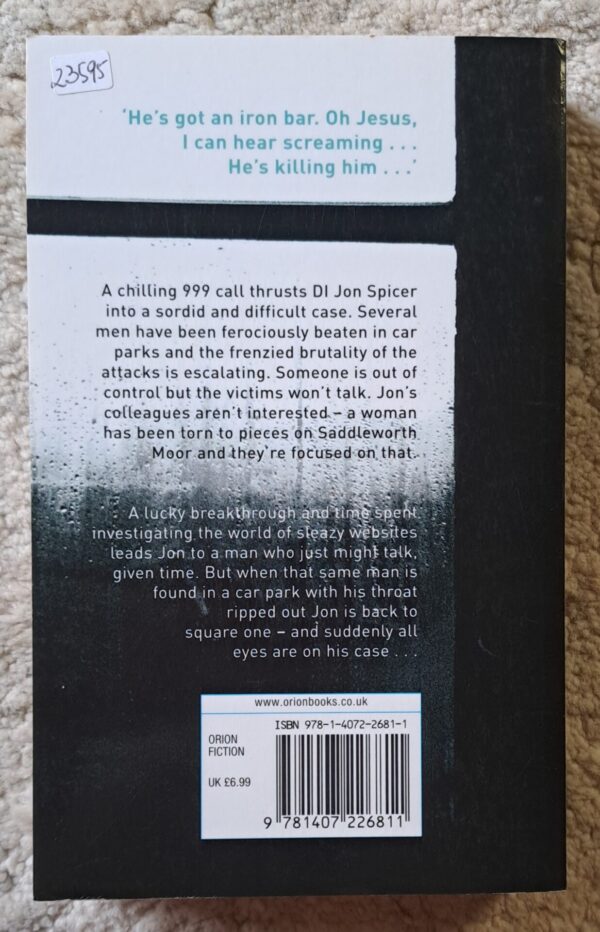 23595
‘He’s got an iron bar. Oh Jesus,
I can hear screaming . . .
He’s killing him . . .’
A chilling 999 call thrusts DI Jon Spicer
into a sordid and difficult case. Several
men have been ferociously beaten in car
parks and the frenzied brutality of the
attacks is escalating. Someone is out of
control but the victims won’t talk. Jon’s
colleagues aren’t interested – a woman
has been torn to pieces on Saddleworth
Moor and they’re focused on that.
A lucky breakthrough and time spent
investigating the world of sleazy websites
leads Jon to a man who just might talk,
given time. But when that same man is
found in a car park with his throat
ripped out Jon is back to
square one – and suddenly all
eyes are on his case . . .
www.orionbooks.co.uk
ISBN 978-1-4072-2681-1
ORION
FICTION
UK £6.99
9 781407 226811